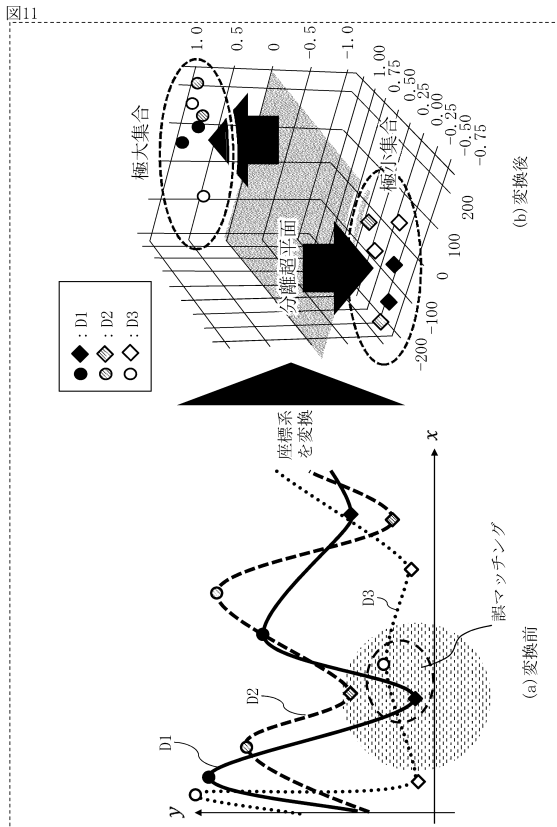 図11
y
x
D1
D2
D3
誤マッチング
(a)変換前
座標系
を変換
: D1
: D2
: D3
極大集合
極小集合
分離超平面
1.0
0.5
0
-0.5
-1.0
1.00
0.75
0.50
0.25
0.00
-0.25
-0.50
-0.75
-200
-100
0
100
200
(b)変換後